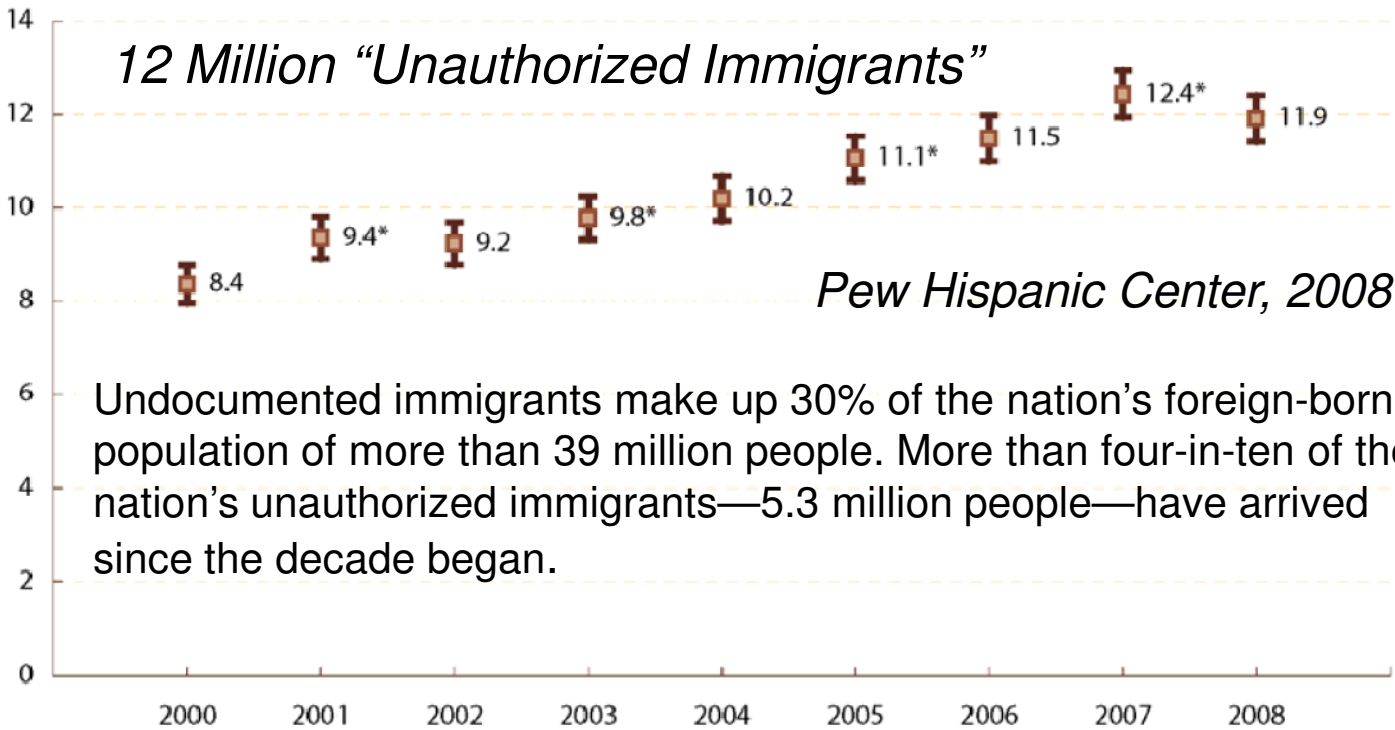 14
12 Million “Unauthorized Immigrants”
12.4*
12
11.9
11.5
11.1*
10.2
10
9.8*
9.4*
9.2
8.4
8
Pew Hispanic Center, 2008
6
Undocumented immigrants make up 30% of the nation’s foreign-born
population of more than 39 million people. More than four-in-ten of the
4
nation’s unauthorized immigrants—5.3 million people—have arrived
since the decade began.
2
0
2000 2001 2002 2003 2004 2005 2006 2007 2008